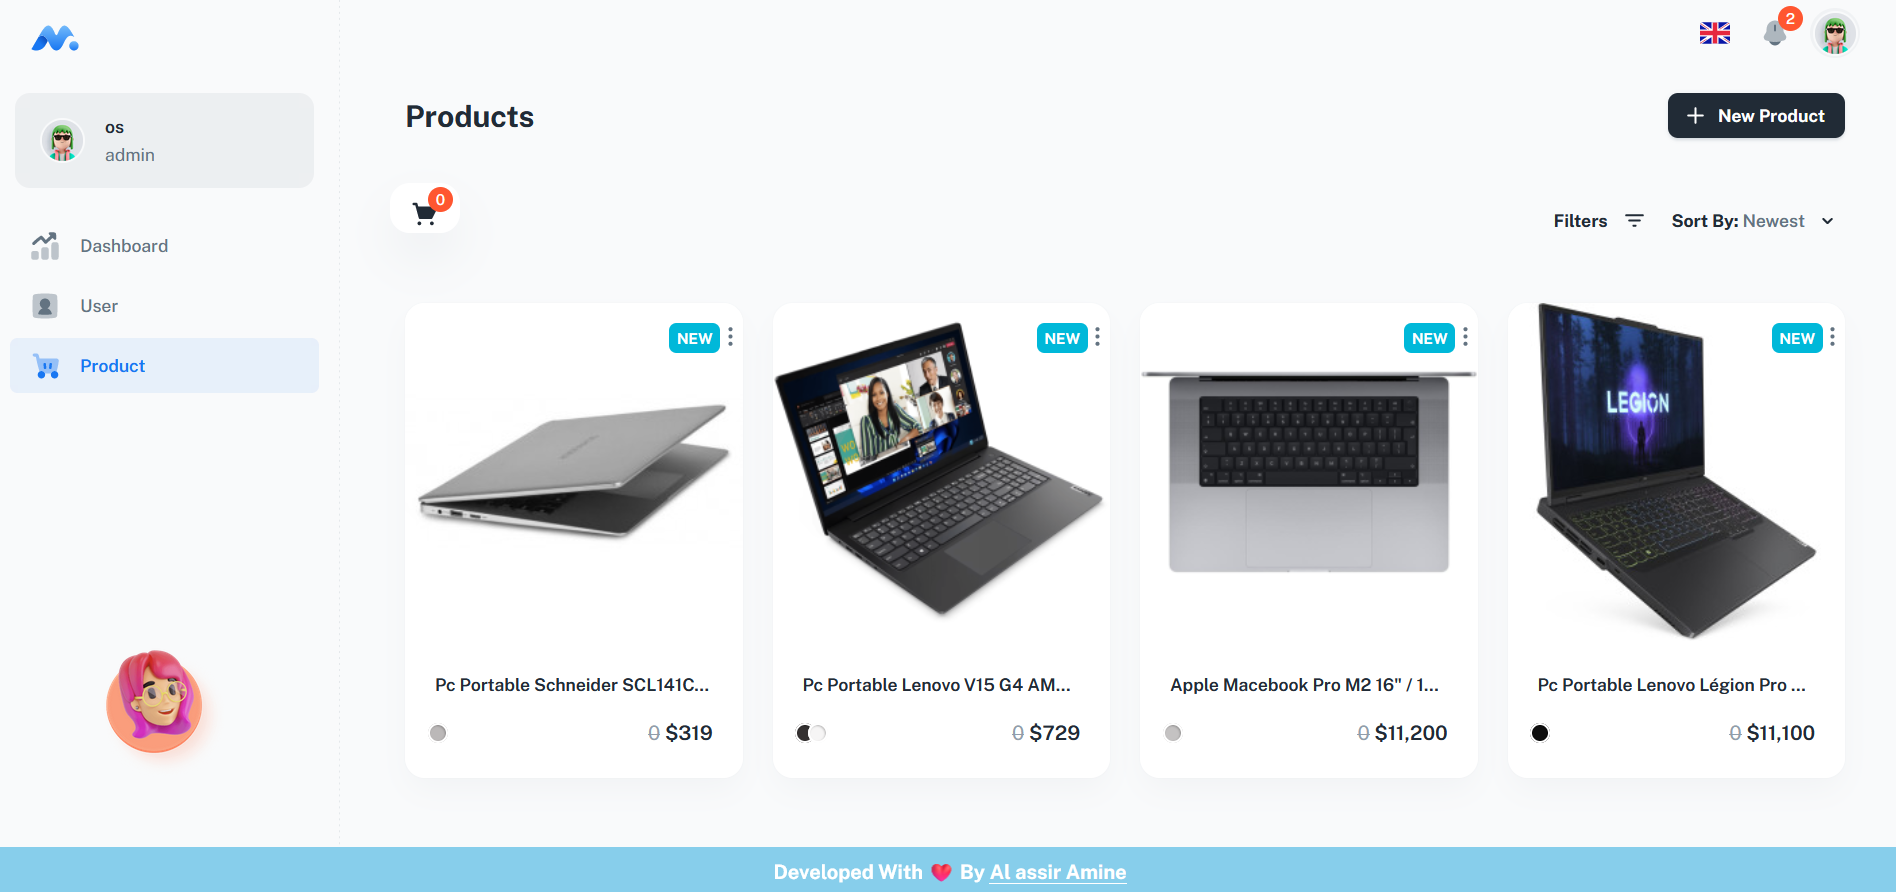 2
os
admin
Dashboard
User
Product
Products
+ New Product
0
Filters
Sort By: Newest
NEW
NEW
NEW
NEW
LEGION
Pc Portable Schneider SCL141C...
Pc Portable Lenovo V15 G4 AM...
Apple Macebook Pro M2 16" / 1...
Pc Portable Lenovo Légion Pro ...
0 $319
0 $729
0 $11,200
0 $11,100
Developed With ❤️ By Al assir Amine